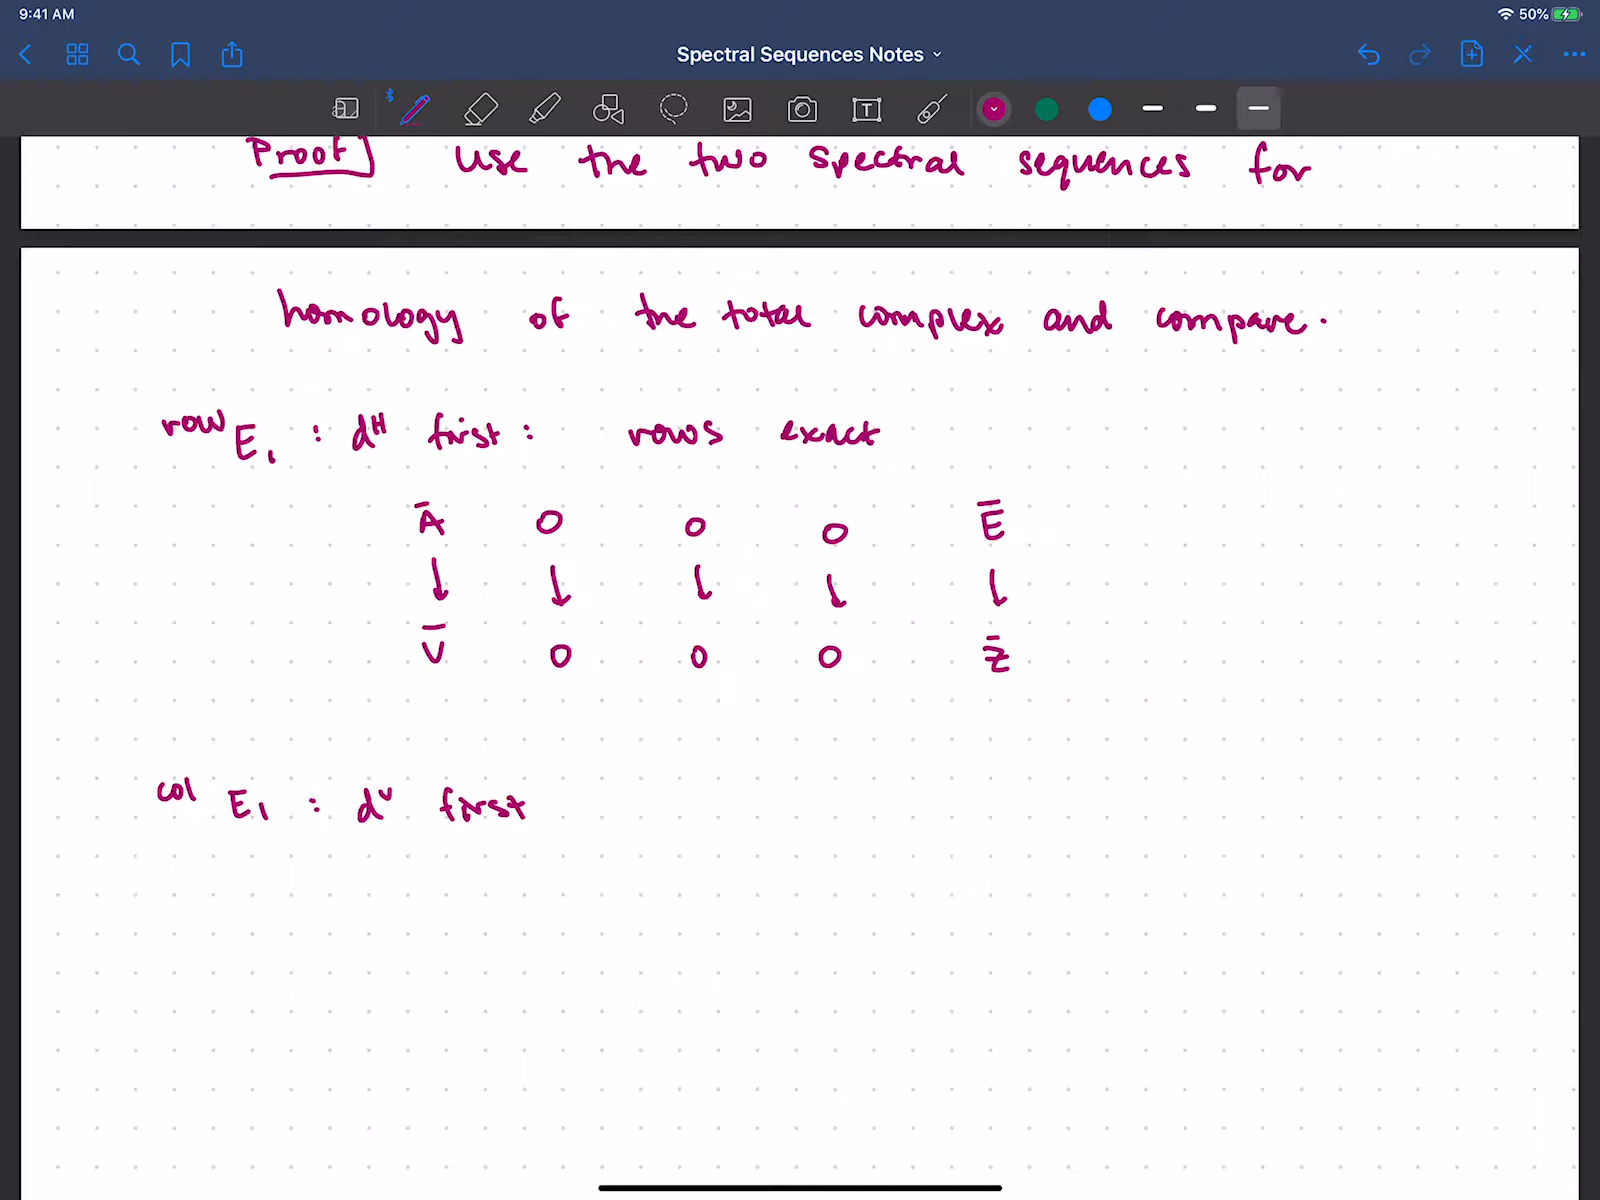 9:41 AM
50%
Spectral Sequences Notes
Proof] Use the two spectral sequences for
homology of the total complex and compare.
row E₁ : dᴴ first : rows exact
Ā 0 0 0 Ē
↓ ↓ ↓ ↓ ↓
V̄ 0 0 0 Z̄
col E₁ : dⱽ first